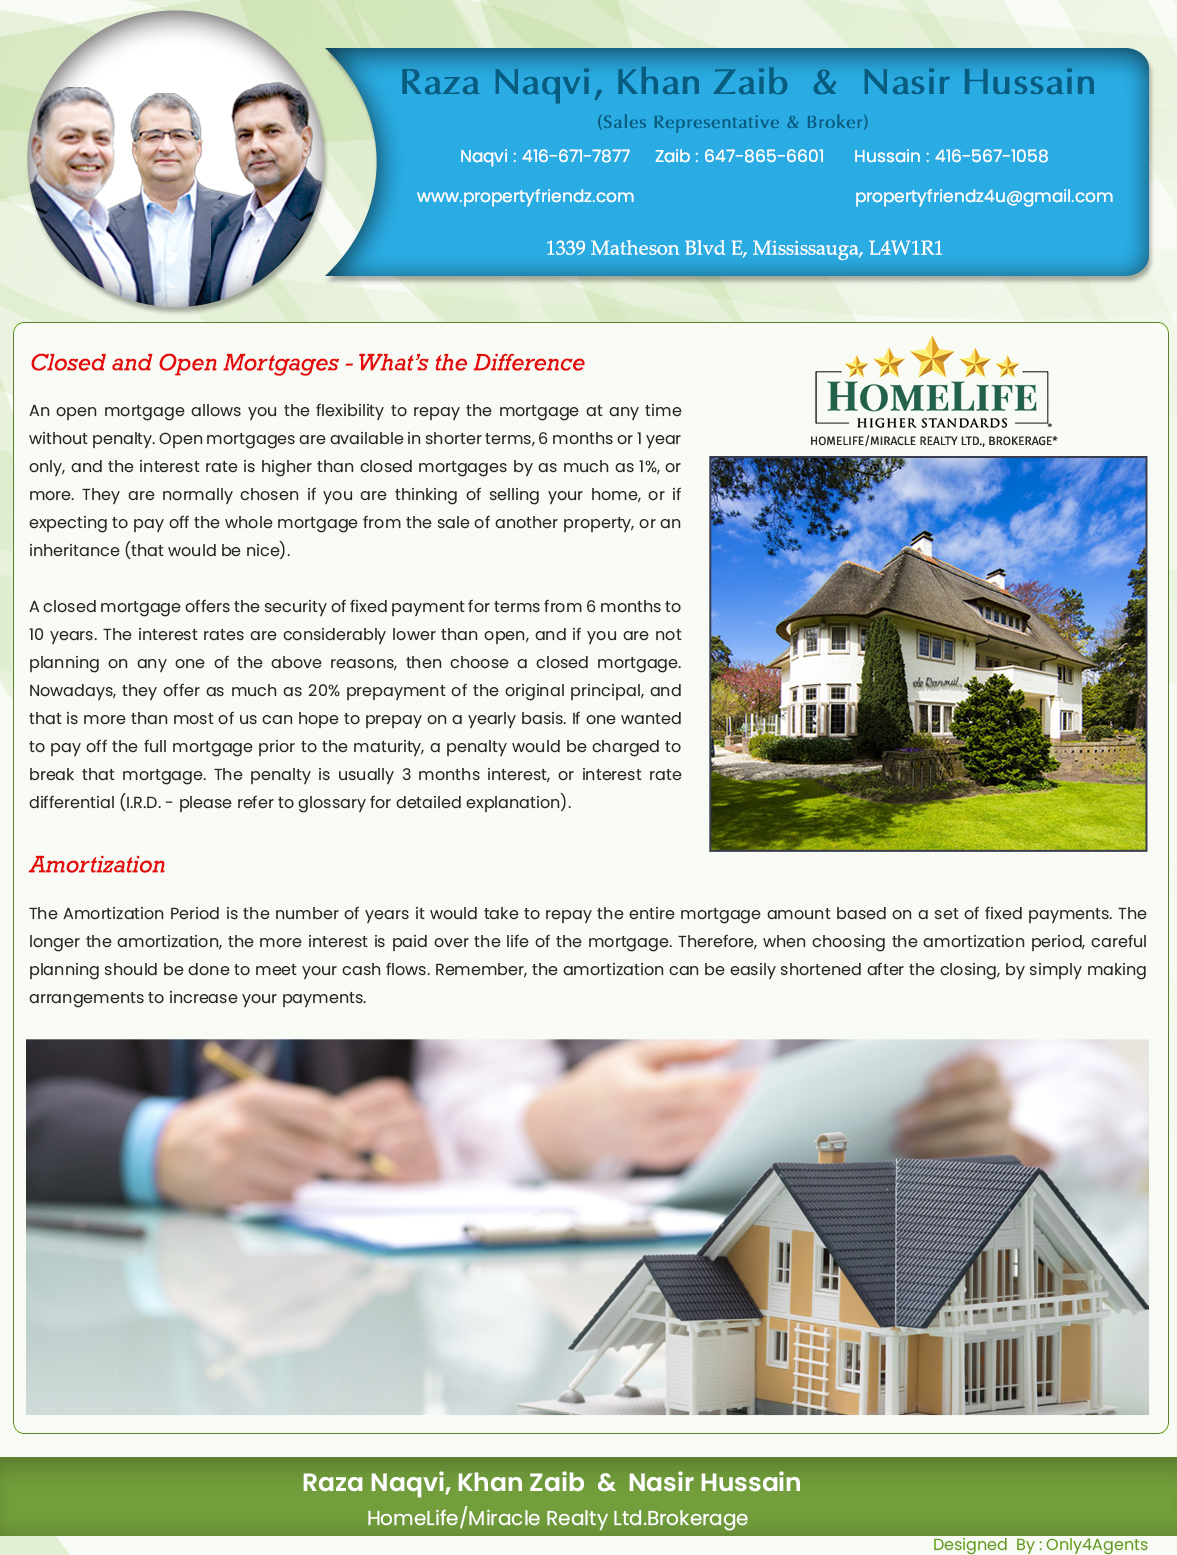 Raza Naqvi, Khan Zaib & Nasir Hussain
(Sales Representative & Broker)
Naqvi : 416-671-7877 Zaib : 647-865-6601 Hussain : 416-567-1058
www.propertyfriendz.com propertyfriendz4u@gmail.com
1339 Matheson Blvd E, Mississauga, L4W1R1
Closed and Open Mortgages - What's the Difference
An open mortgage allows you the flexibility to repay the mortgage at any time
without penalty. Open mortgages are available in shorter terms, 6 months or 1 year
only, and the interest rate is higher than closed mortgages by as much as 1%, or
more. They are normally chosen if you are thinking of selling your home, or if
expecting to pay off the whole mortgage from the sale of another property, or an
inheritance (that would be nice).
A closed mortgage offers the security of fixed payment for terms from 6 months to
10 years. The interest rates are considerably lower than open, and if you are not
planning on any one of the above reasons, then choose a closed mortgage.
Nowadays, they offer as much as 20% prepayment of the original principal, and
that is more than most of us can hope to prepay on a yearly basis. If one wanted
to pay off the full mortgage prior to the maturity, a penalty would be charged to
break that mortgage. The penalty is usually 3 months interest, or interest rate
differential (I.R.D. - please refer to glossary for detailed explanation).
HOMELIFE
HIGHER STANDARDS
HOMELIFE/MIRACLE REALTY LTD., BROKERAGE*
Amortization
The Amortization Period is the number of years it would take to repay the entire mortgage amount based on a set of fixed payments. The
longer the amortization, the more interest is paid over the life of the mortgage. Therefore, when choosing the amortization period, careful
planning should be done to meet your cash flows. Remember, the amortization can be easily shortened after the closing, by simply making
arrangements to increase your payments.
Raza Naqvi, Khan Zaib & Nasir Hussain
HomeLife/Miracle Realty Ltd.Brokerage
Designed By : Only4Agents